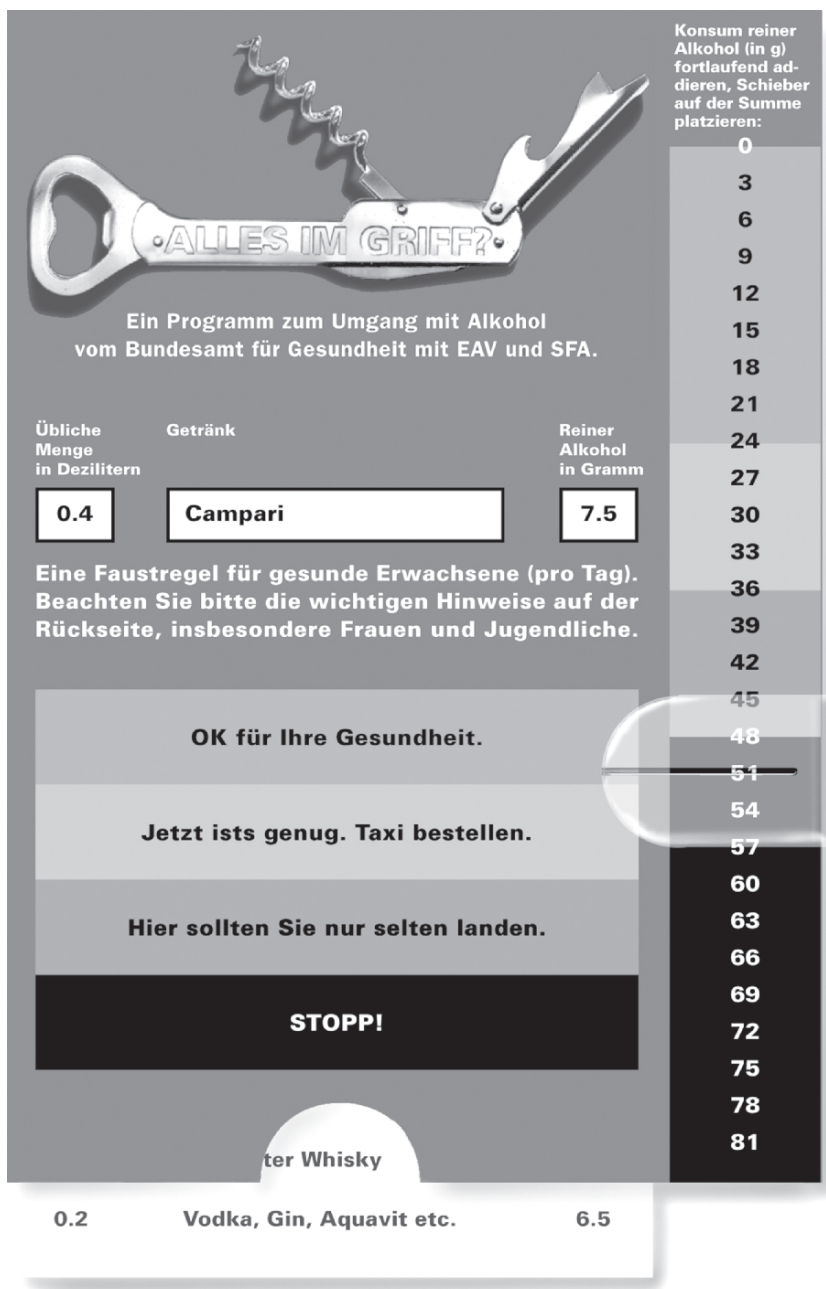 Konsum reiner
Alkohol (in g)
fortlaufend ad-
dieren, Schieber
auf der Summe
platzieren:
ALLES IM GRIFF?
Ein Programm zum Umgang mit Alkohol
vom Bundesamt für Gesundheit mit EAV und SFA.
Übliche
Menge
in Dezilitern
Getränk
Reiner
Alkohol
in Gramm
0.4 Campari 7.5
Eine Faustregel für gesunde Erwachsene (pro Tag).
Beachten Sie bitte die wichtigen Hinweise auf der
Rückseite, insbesondere Frauen und Jugendliche.
OK für Ihre Gesundheit.
Jetzt ists genug. Taxi bestellen.
Hier sollten Sie nur selten landen.
STOPP!
0
3
6
9
12
15
18
21
24
27
30
33
36
39
42
45
48
51
54
57
60
63
66
69
72
75
78
81
ter Whisky
0.2 Vodka, Gin, Aquavit etc. 6.5